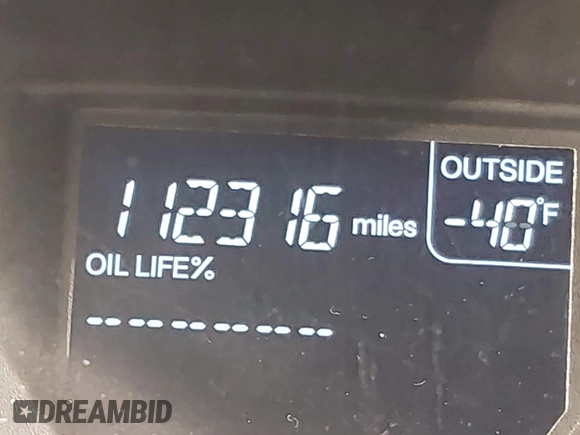 OUTSIDE
112316 miles -40°F
OIL LIFE%
-- -- -- -- -- --
DREAMBID